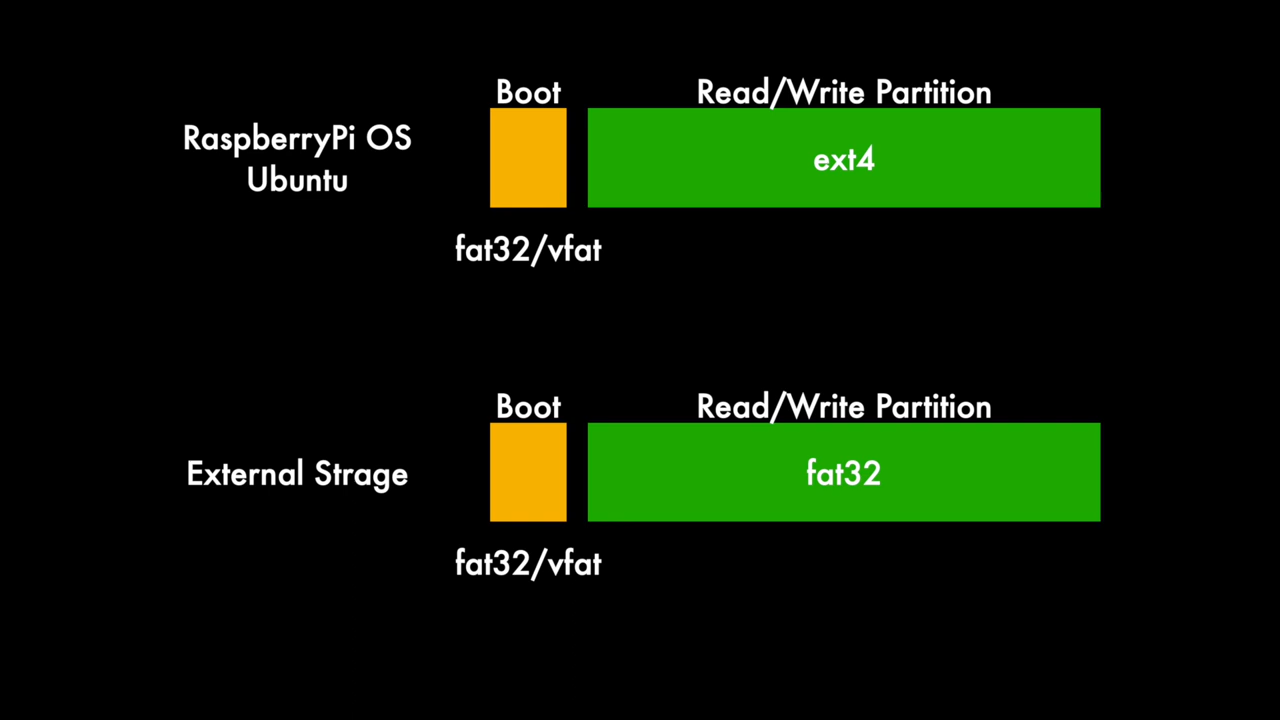 Boot
Read/Write Partition
RaspberryPi OS
Ubuntu
ext4
fat32/vfat
Boot
Read/Write Partition
External Strage
fat32
fat32/vfat